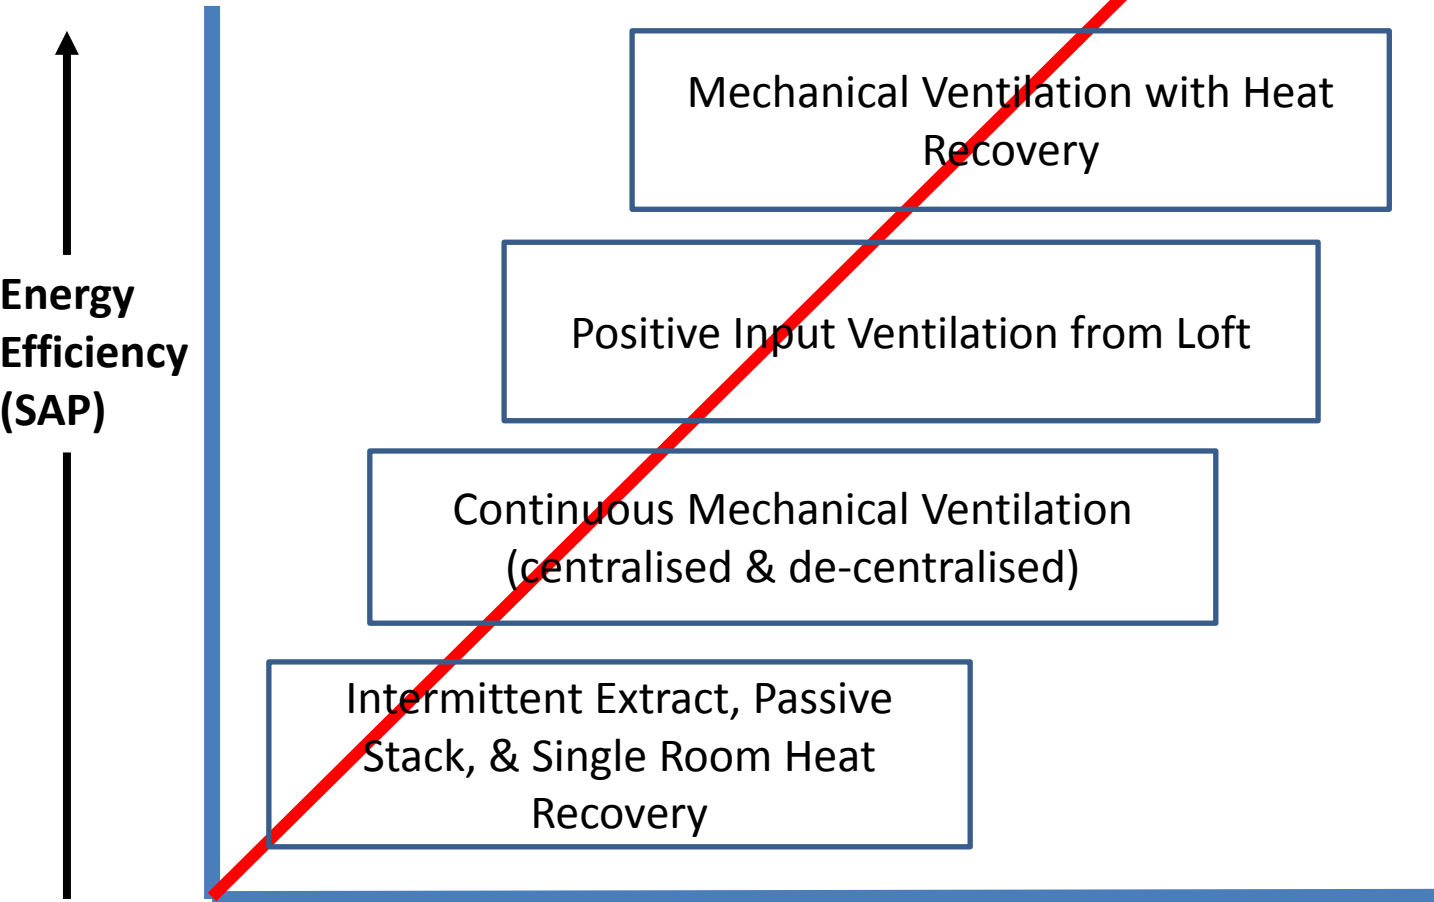 Mechanical Ventilation with Heat
Recovery
Energy
Efficiency
(SAP)
Positive Input Ventilation from Loft
Continuous Mechanical Ventilation
(centralised & de-centralised)
Intermittent Extract, Passive
Stack, & Single Room Heat
Recovery